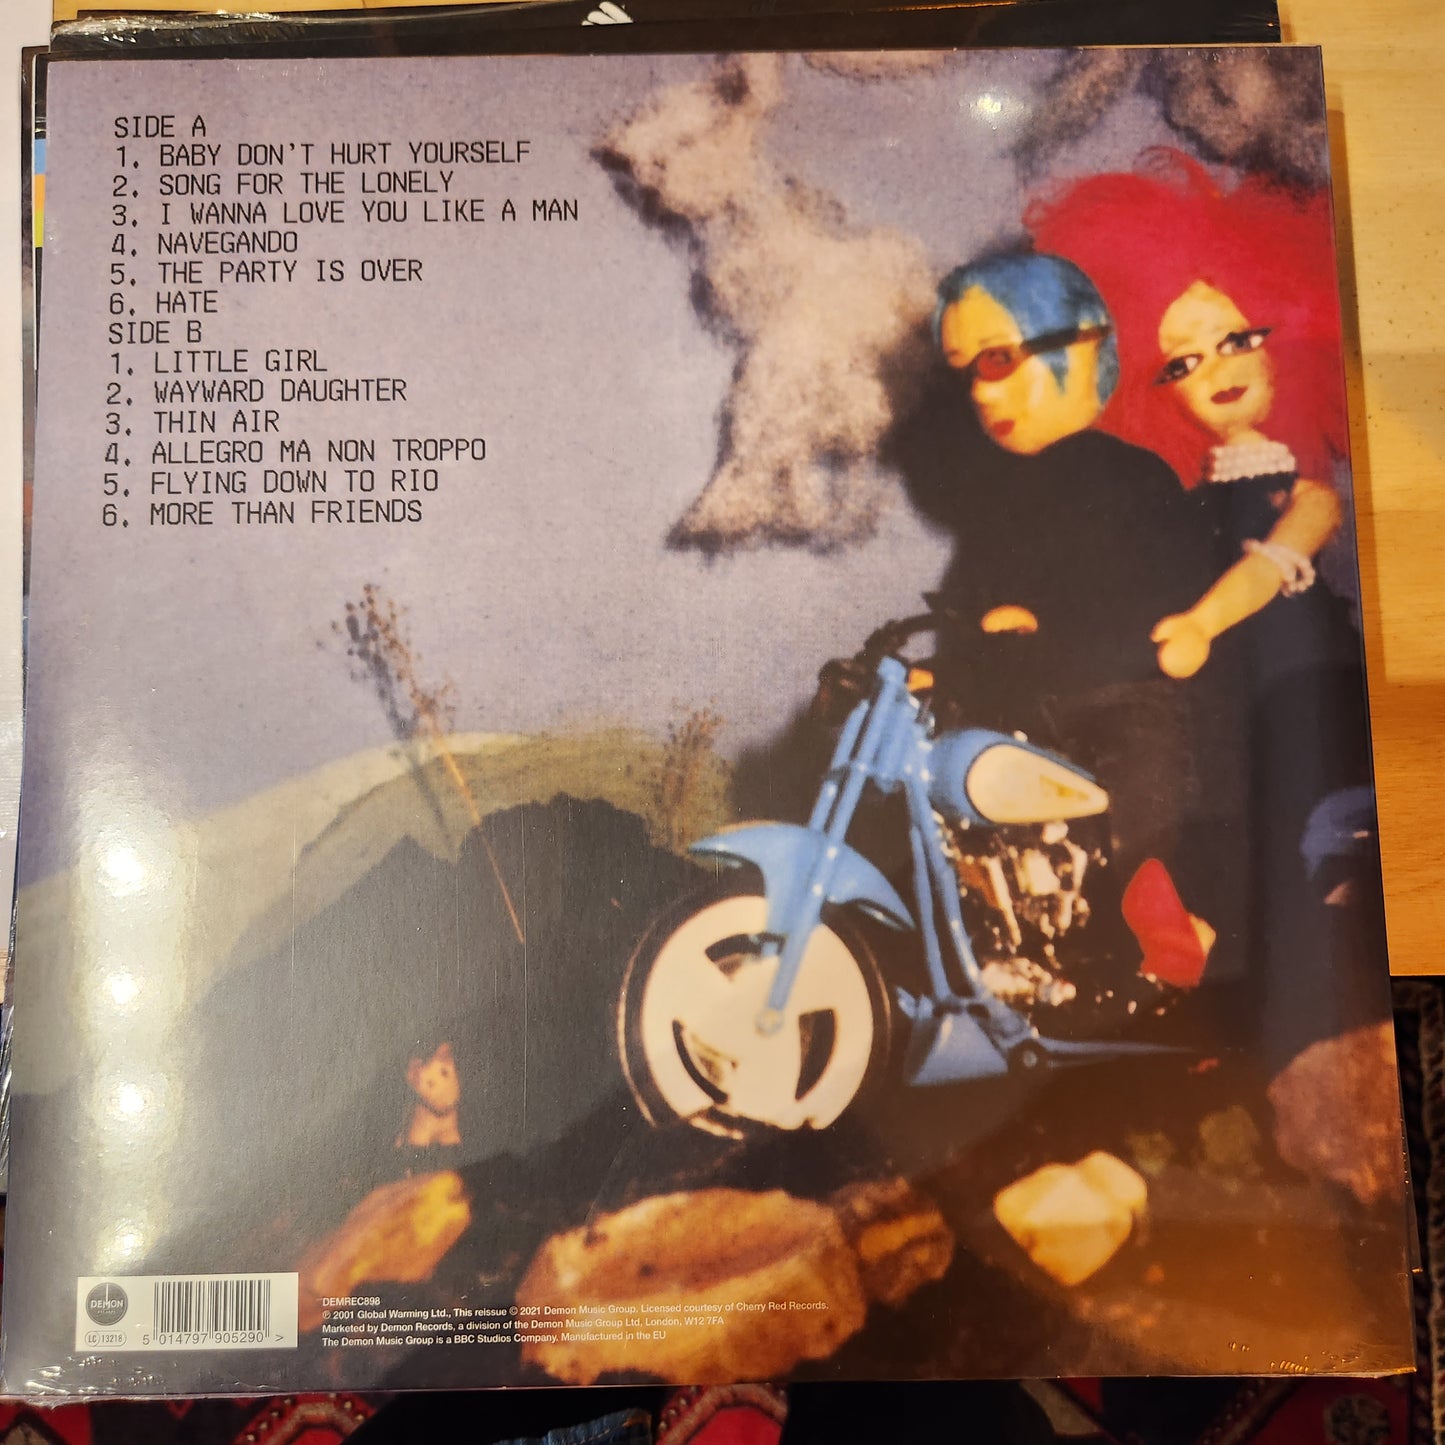 SIDE A
1. BABY DON'T HURT YOURSELF
2. SONG FOR THE LONELY
3. I WANNA LOVE YOU LIKE A MAN
4. NAVEGANDO
5. THE PARTY IS OVER
6. HATE
SIDE B
1. LITTLE GIRL
2. WAYWARD DAUGHTER
3. THIN AIR
4. ALLEGRO MA NON TROPPO
5. FLYING DOWN TO RIO
6. MORE THAN FRIENDS
DEMON
RECORDS
LC 13218
5 014797 905290 >
DEMREC898
℗ 2001 Global Warming Ltd., This reissue © 2021 Demon Music Group. Licensed courtesy of Cherry Red Records.
Marketed by Demon Records, a division of the Demon Music Group Ltd, London, W12 7FA
The Demon Music Group is a BBC Studios Company. Manufactured in the EU